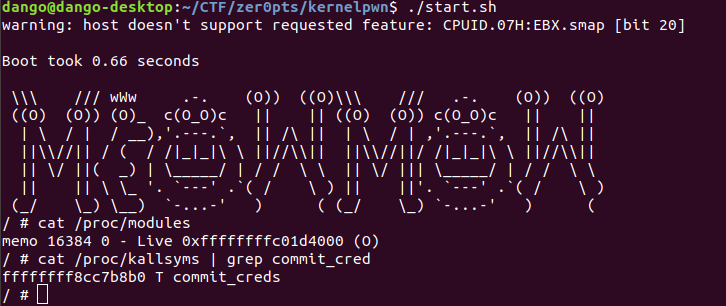 dango@dango-desktop:~/CTF/zer0pts/kernelpwn$ ./start.sh
warning: host doesn't support requested feature: CPUID.07H:EBX.smap [bit 20]
Boot took 0.66 seconds
 \\\     /// wWw     .-.    (O))  ((O)\\\     ///   .-.    (O))  ((O)
((O)  (O)) (O)_  c(O_O)c   ||     || ((O)  (O)) c(O_O)c   ||     ||
 | \  / |  / __),'.---.`,  || /\ ||  | \  / | ,'.---.`,  || /\ ||
 ||\\//|| / (  / /|_|_|\ \ ||//\\||  ||\\//||/ /|_|_|\ \ ||//\\||
 || \/ ||(  _) | \_____/ | / /  \ \  || \/ ||| \_____/ | / /  \ \
 ||    || \ \_ '. `---' .`( /    \ ) ||    ||'. `---' .`( /    \ )
(_/    \_) \__)  `-...-'   )      ( (_/    \_) `-...-'   )      (
/ # cat /proc/modules
memo 16384 0 - Live 0xffffffffc01d4000 (O)
/ # cat /proc/kallsyms | grep commit_cred
ffffffff8cc7b8b0 T commit_creds
/ #